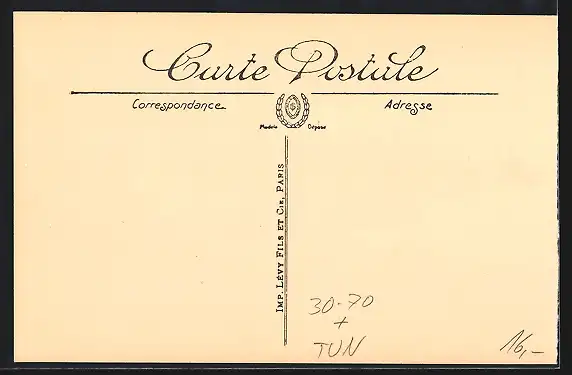 Carte Postale
Correspondance
Adresse
Modèle Déposé
IMP. LÉVY FILS ET CIE, PARIS
30-70
+
TUN
16,-